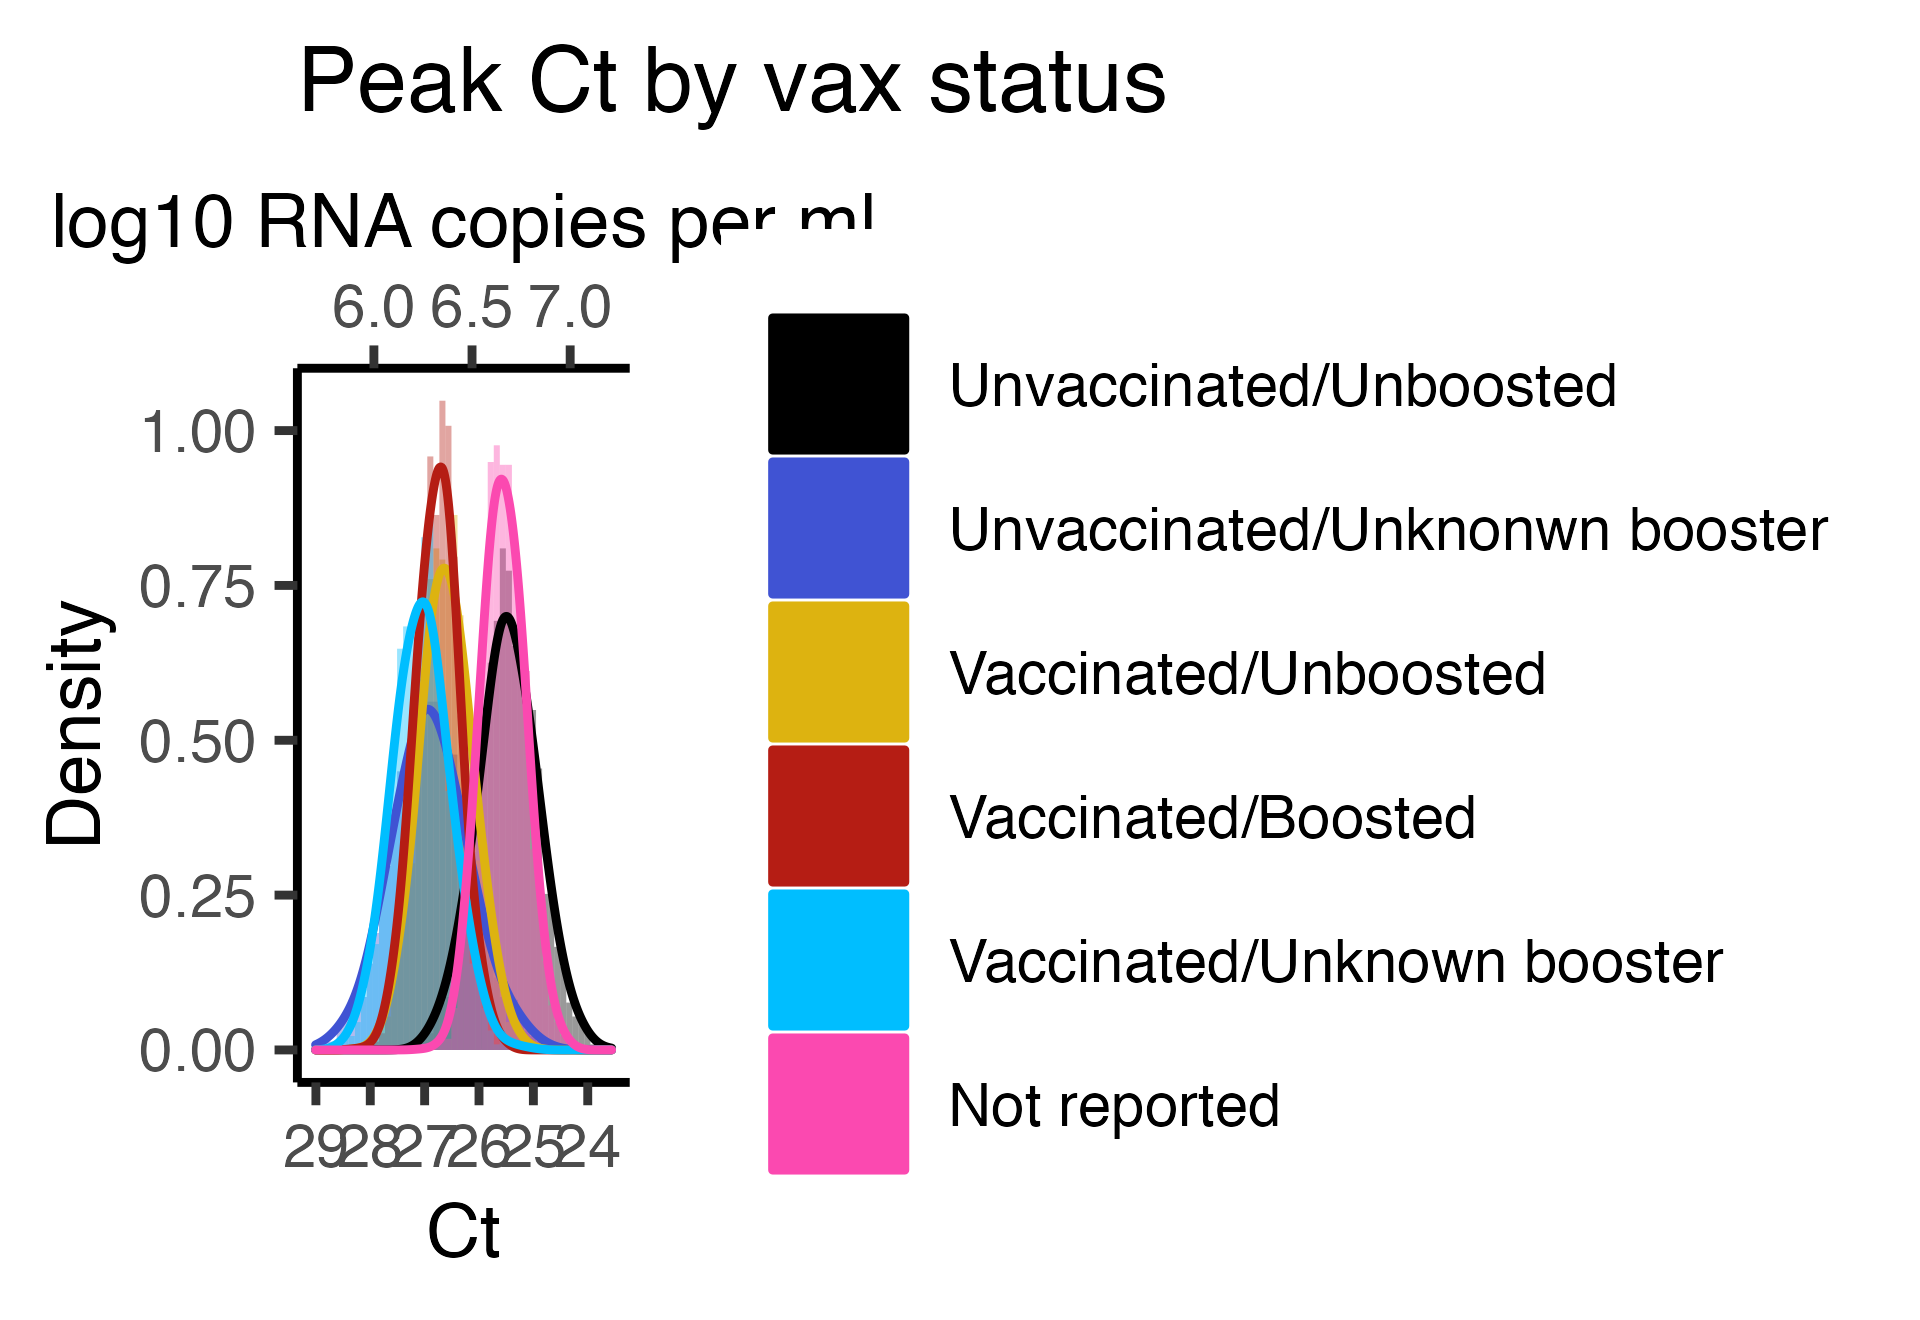 Peak Ct by vax status
log10 RNA copies per ml
6.0 6.5 7.0
1.00
0.75
0.50
0.25
0.00
Density
29 28 27 26 25 24
Ct
Unvaccinated/Unboosted
Unvaccinated/Unknonwn booster
Vaccinated/Unboosted
Vaccinated/Boosted
Vaccinated/Unknown booster
Not reported